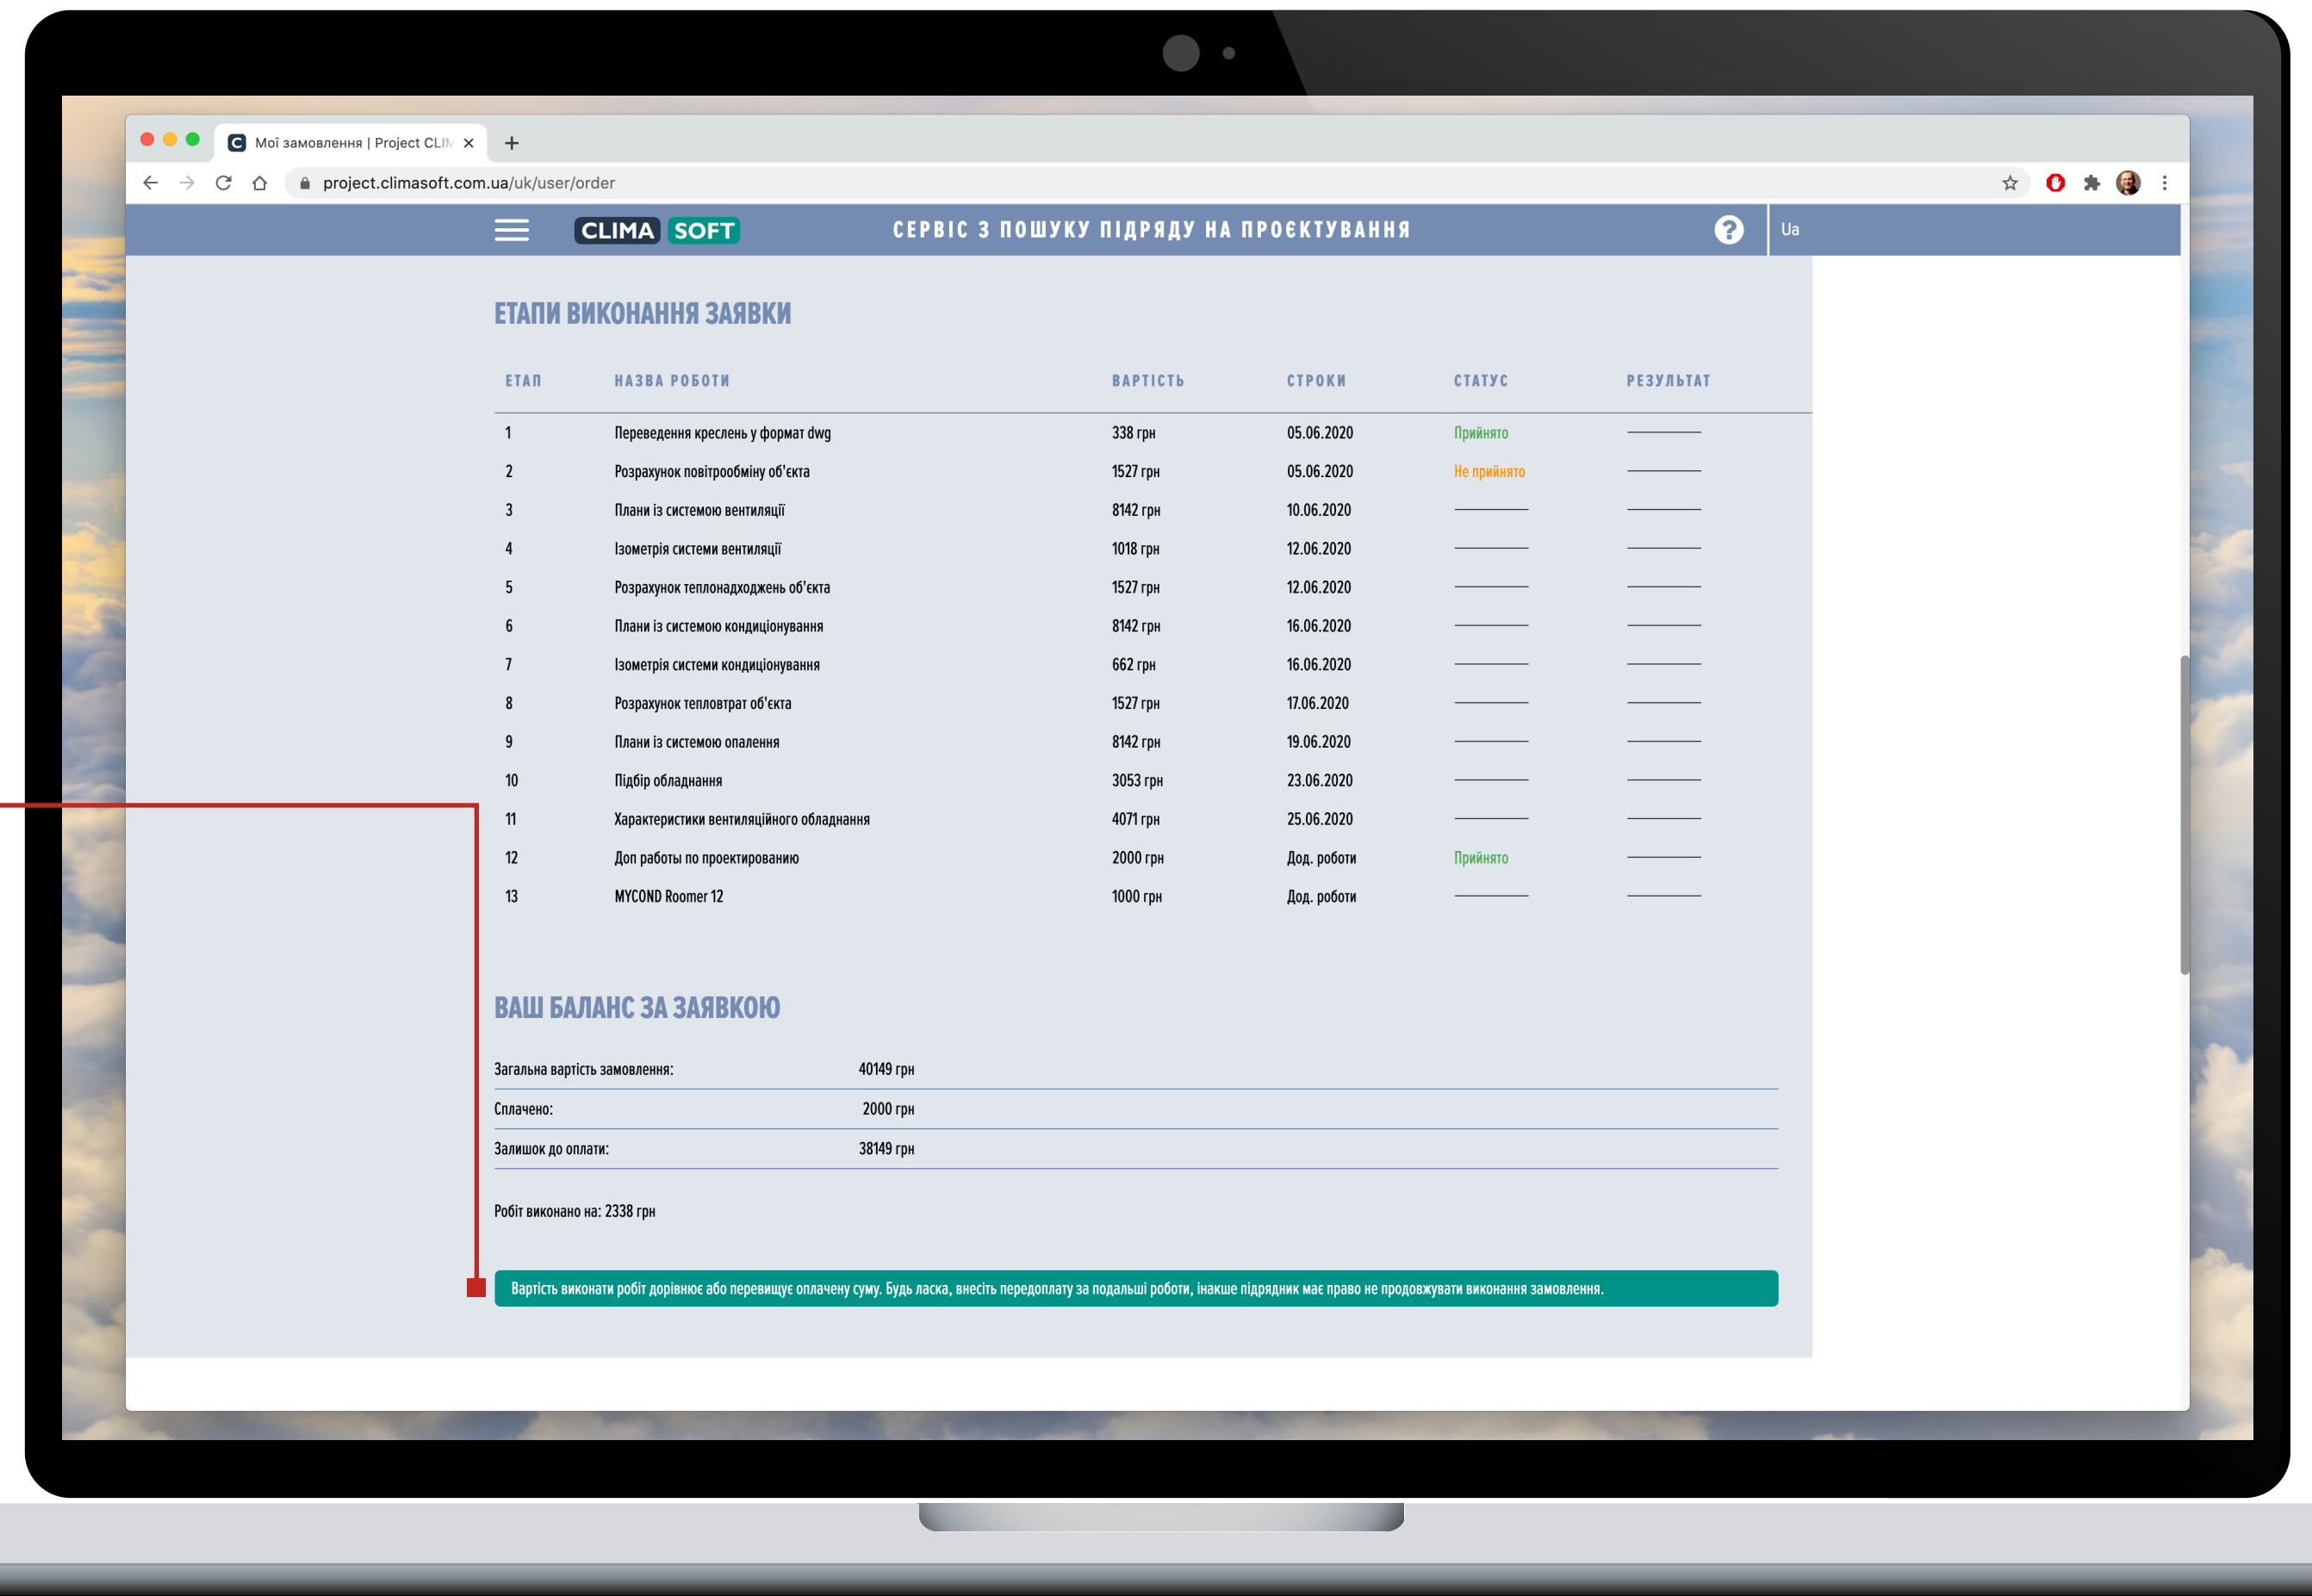 Мої замовлення | Project CLIM
project.climasoft.com.ua/uk/user/order
CLIMA SOFT СЕРВІС З ПОШУКУ ПІДРЯДУ НА ПРОЄКТУВАННЯ ? Ua
ЕТАПИ ВИКОНАННЯ ЗАЯВКИ
ЕТАП НАЗВА РОБОТИ ВАРТІСТЬ СТРОКИ СТАТУС РЕЗУЛЬТАТ
1 Переведення креслень у формат dwg 338 грн 05.06.2020 Прийнято
2 Розрахунок повітрообміну об'єкта 1527 грн 05.06.2020 Не прийнято
3 Плани із системою вентиляції 8142 грн 10.06.2020
4 Ізометрія системи вентиляції 1018 грн 12.06.2020
5 Розрахунок теплонадходжень об'єкта 1527 грн 12.06.2020
6 Плани із системою кондиціонування 8142 грн 16.06.2020
7 Ізометрія системи кондиціонування 662 грн 16.06.2020
8 Розрахунок тепловтрат об'єкта 1527 грн 17.06.2020
9 Плани із системою опалення 8142 грн 19.06.2020
10 Підбір обладнання 3053 грн 23.06.2020
11 Характеристики вентиляційного обладнання 4071 грн 25.06.2020
12 Доп работы по проектированию 2000 грн Дод. роботи Прийнято
13 MYCOND Roomer 12 1000 грн Дод. роботи
ВАШ БАЛАНС ЗА ЗАЯВКОЮ
Загальна вартість замовлення: 40149 грн
Сплачено: 2000 грн
Залишок до оплати: 38149 грн
Робіт виконано на: 2338 грн
Вартість виконати робіт дорівнює або перевищує оплачену суму. Будь ласка, внесіть передоплату за подальші роботи, інакше підрядник має право не продовжувати виконання замовлення.